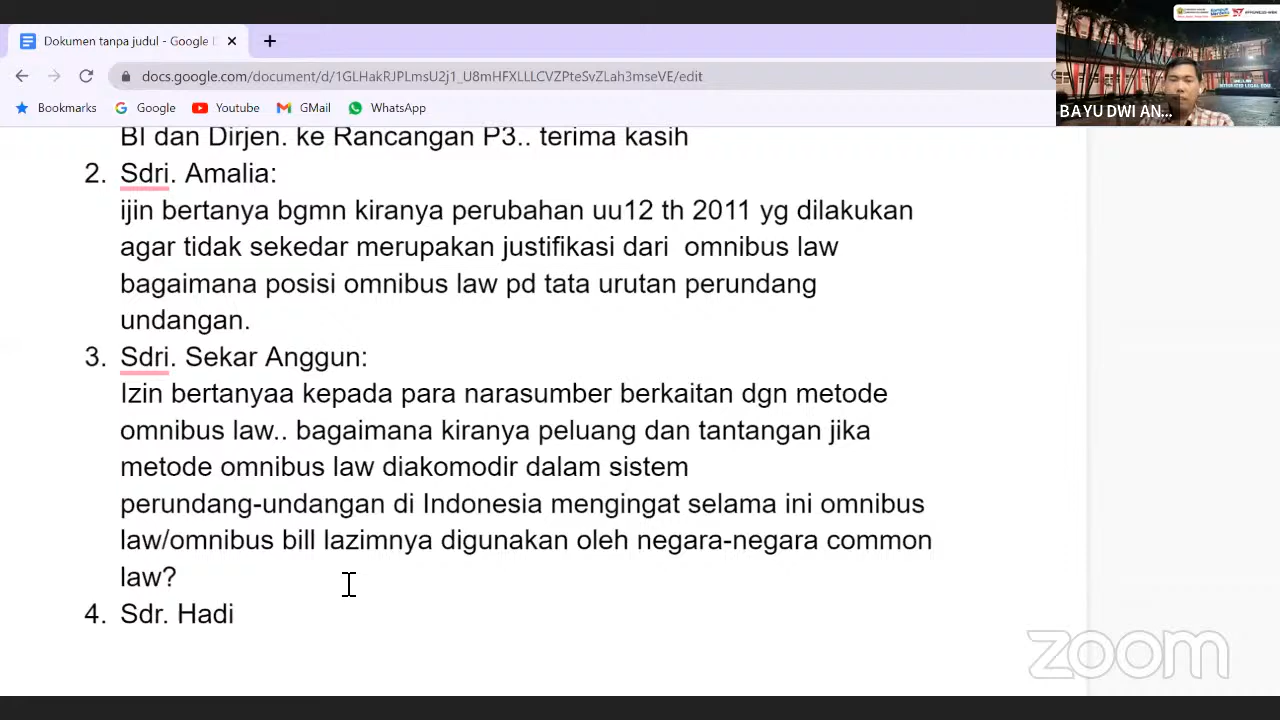 Dokumen tanpa judul - Google D
docs.google.com/document/d/1GLHakRJPLmsU2j1_U8mHFXLLLCVZPteSvZLah3mseVE/edit
Bookmarks Google Youtube GMail WhatsApp
BAYU DWI AN...
BI dan Dirjen. ke Rancangan P3.. terima kasih
2. Sdri. Amalia:
ijin bertanya bgmn kiranya perubahan uu12 th 2011 yg dilakukan
agar tidak sekedar merupakan justifikasi dari omnibus law
bagaimana posisi omnibus law pd tata urutan perundang
undangan.
3. Sdri. Sekar Anggun:
Izin bertanyaa kepada para narasumber berkaitan dgn metode
omnibus law.. bagaimana kiranya peluang dan tantangan jika
metode omnibus law diakomodir dalam sistem
perundang-undangan di Indonesia mengingat selama ini omnibus
law/omnibus bill lazimnya digunakan oleh negara-negara common
law?
4. Sdr. Hadi
zoom